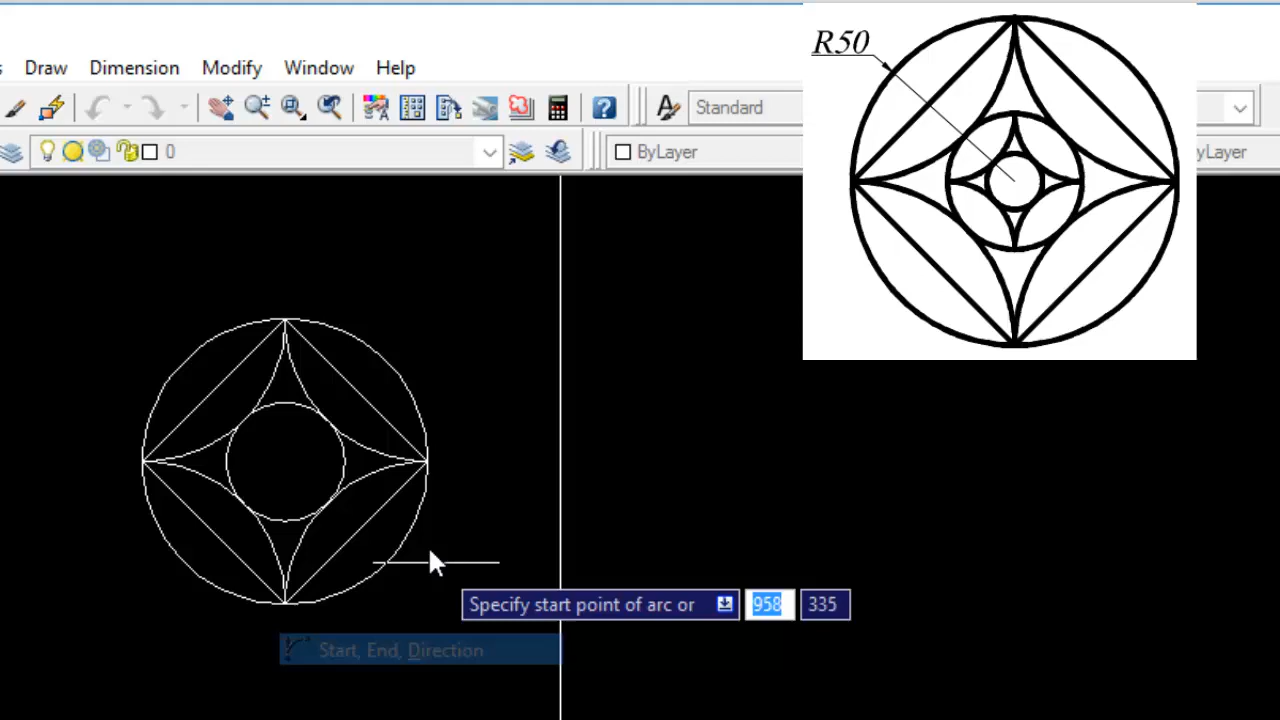 R50
s Draw Dimension Modify Window Help
Standard
0 ByLayer yLayer
Specify start point of arc or 958 335
Start, End, Direction